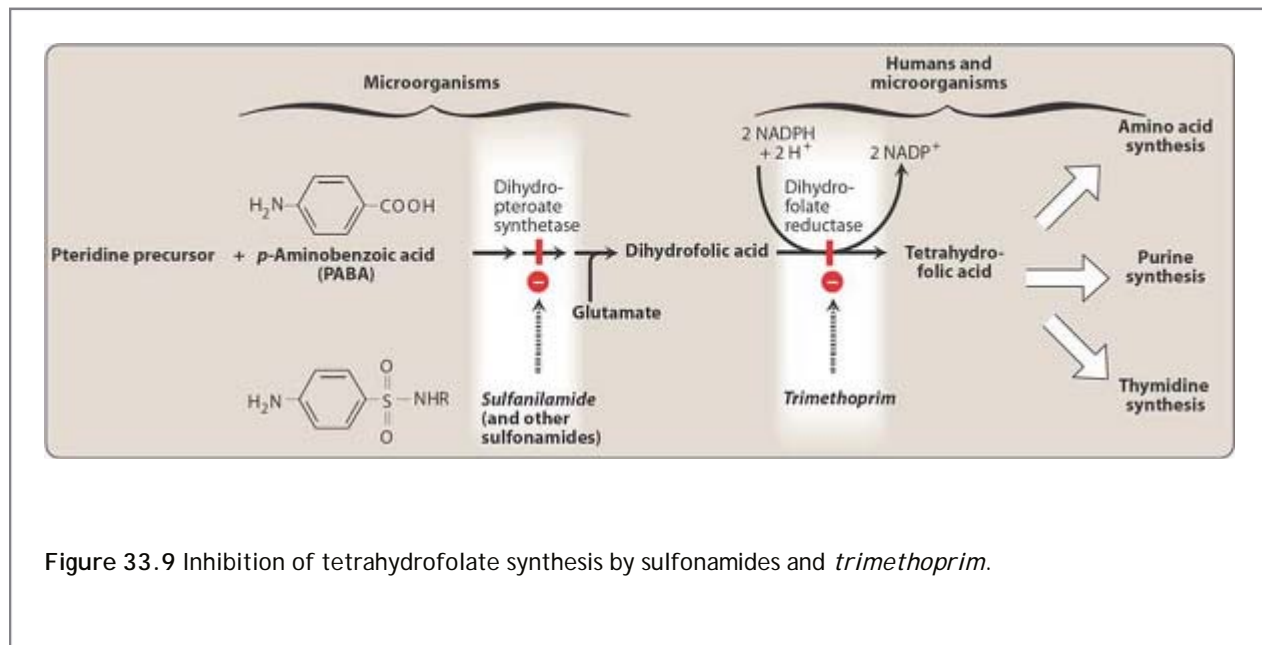 Microorganisms
Humans and
microorganisms
2 NADPH
+ 2 H⁺
2 NADP⁺
Amino acid
synthesis
H₂N
COOH
Dihydro-
pteroate
synthetase
Dihydro-
folate
reductase
Pteridine precursor + p-Aminobenzoic acid
(PABA)
Dihydrofolic acid
Tetrahydro-
folic acid
Purine
synthesis
Glutamate
H₂N
O
S
O
NHR
Sulfanilamide
(and other
sulfonamides)
Trimethoprim
Thymidine
synthesis
Figure 33.9 Inhibition of tetrahydrofolate synthesis by sulfonamides and trimethoprim.